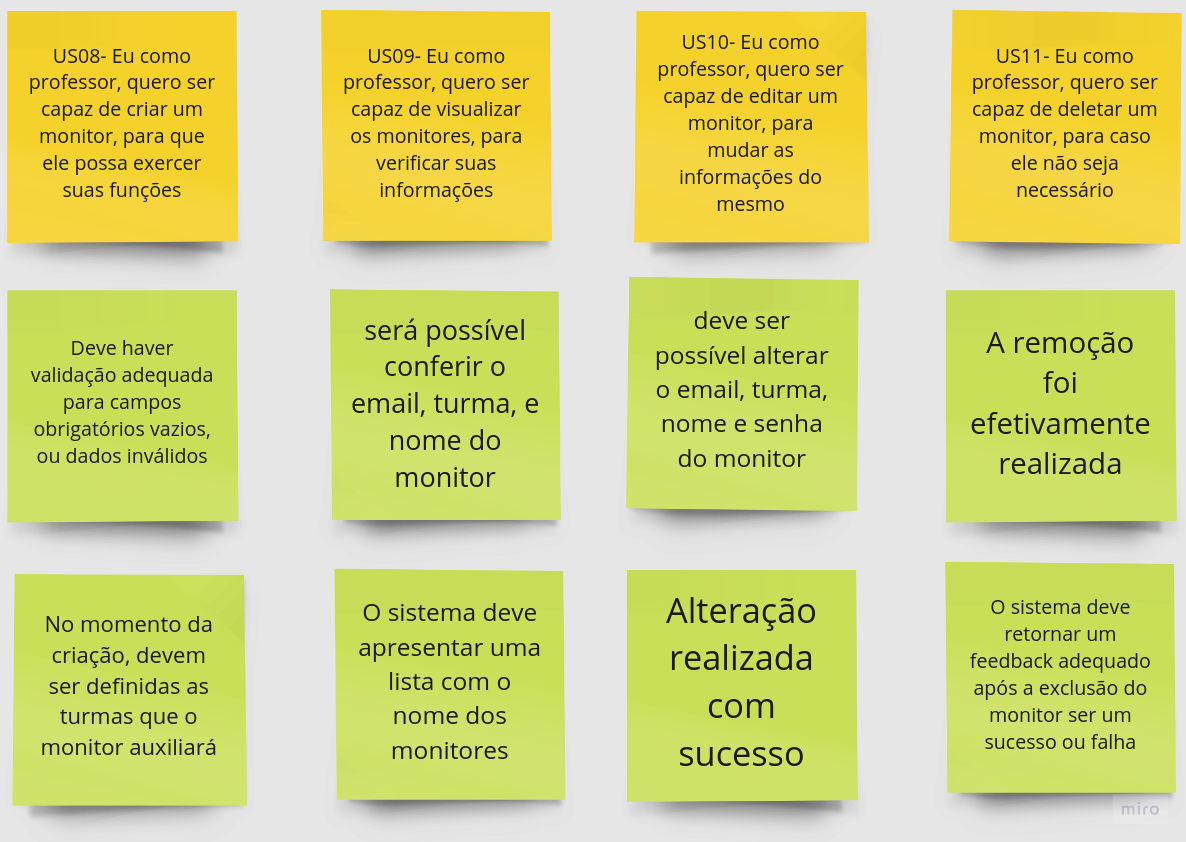 US08- Eu como
professor, quero ser
capaz de criar um
monitor, para que
ele possa exercer
suas funções
US09- Eu como
professor, quero ser
capaz de visualizar
os monitores, para
verificar suas
informações
US10- Eu como
professor, quero ser
capaz de editar um
monitor, para
mudar as
informações do
mesmo
US11- Eu como
professor, quero ser
capaz de deletar um
monitor, para caso
ele não seja
necessário
Deve haver
validação adequada
para campos
obrigatórios vazios,
ou dados inválidos
será possível
conferir o
email, turma, e
nome do
monitor
deve ser
possível alterar
o email, turma,
nome e senha
do monitor
A remoção
foi
efetivamente
realizada
No momento da
criação, devem
ser definidas as
turmas que o
monitor auxiliará
O sistema deve
apresentar uma
lista com o
nome dos
monitores
Alteração
realizada
com
sucesso
O sistema deve
retornar um
feedback adequado
após a exclusão do
monitor ser um
sucesso ou falha
miro